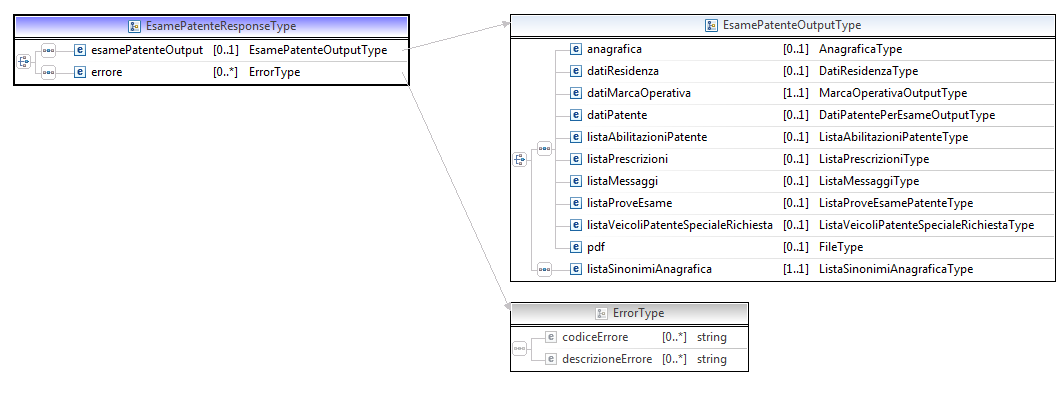 EsamePatenteResponseType
esamePatenteOutput [0..1] EsamePatenteOutputType
errore [0..*] ErrorType
EsamePatenteOutputType
anagrafica [0..1] AnagraficaType
datiResidenza [0..1] DatiResidenzaType
datiMarcaOperativa [1..1] MarcaOperativaOutputType
datiPatente [0..1] DatiPatentePerEsameOutputType
listaAbilitazioniPatente [0..1] ListaAbilitazioniPatenteType
listaPrescrizioni [0..1] ListaPrescrizioniType
listaMessaggi [0..1] ListaMessaggiType
listaProveEsame [0..1] ListaProveEsamePatenteType
listaVeicoliPatenteSpecialeRichiesta [0..1] ListaVeicoliPatenteSpecialeRichiestaType
pdf [0..1] FileType
listaSinonimiAnagrafica [1..1] ListaSinonimiAnagraficaType
ErrorType
codiceErrore [0..*] string
descrizioneErrore [0..*] string